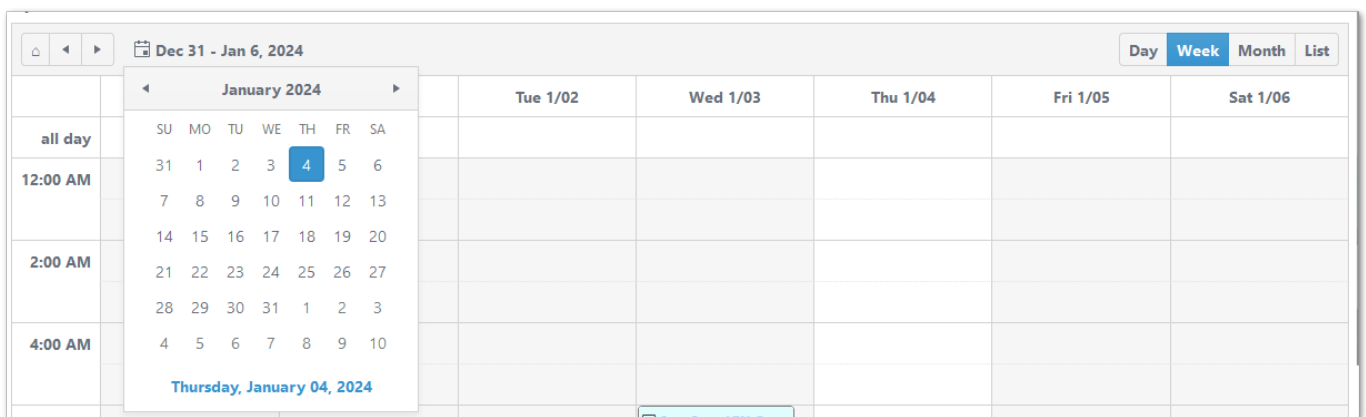 Dec 31 - Jan 6, 2024
Day Week Month List
January 2024
Tue 1/02 Wed 1/03 Thu 1/04 Fri 1/05 Sat 1/06
SU MO TU WE TH FR SA
all day
31 1 2 3 4 5 6
12:00 AM
7 8 9 10 11 12 13
14 15 16 17 18 19 20
2:00 AM
21 22 23 24 25 26 27
28 29 30 31 1 2 3
4:00 AM
4 5 6 7 8 9 10
Thursday, January 04, 2024